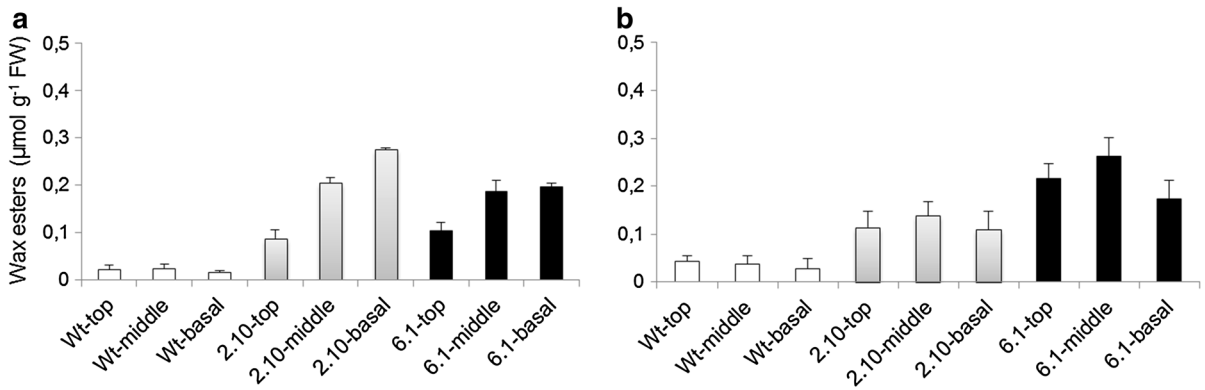 a
Wax esters (µmol g-1 FW)
0,5
0,4
0,3
0,2
0,1
0
Wt-top
Wt-middle
Wt-basal
2.10-top
2.10-middle
2.10-basal
6.1-top
6.1-middle
6.1-basal
b
0,5
0,4
0,3
0,2
0,1
0
Wt-top
Wt-middle
Wt-basal
2.10-top
2.10-middle
2.10-basal
6.1-top
6.1-middle
6.1-basal